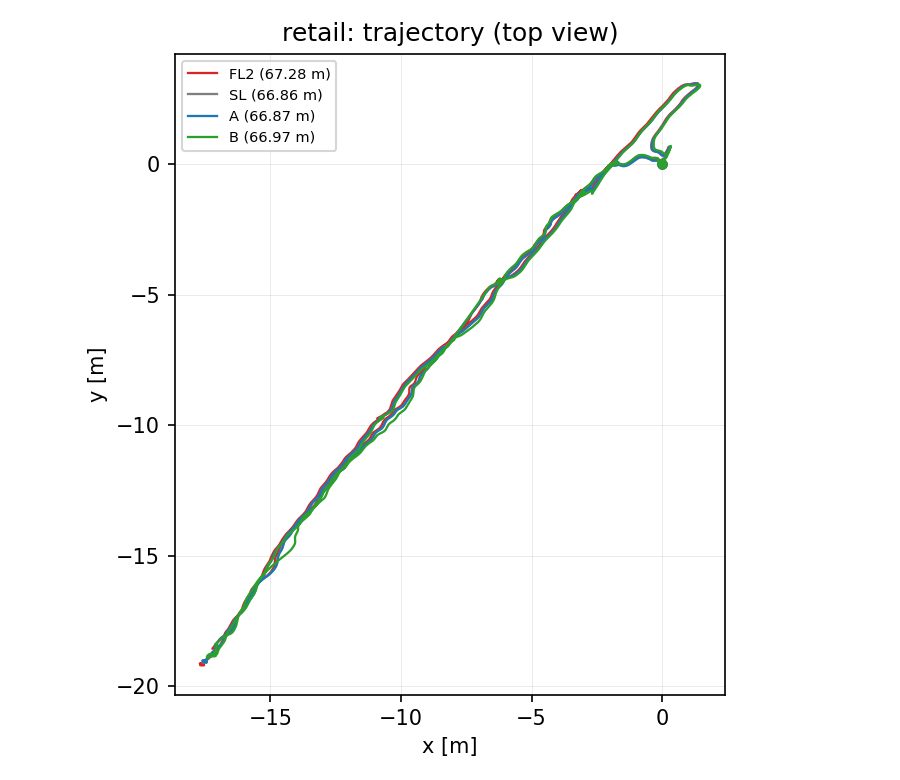 retail: trajectory (top view)
FL2 (67.28 m)
SL (66.86 m)
A (66.87 m)
B (66.97 m)
0
−5
−10
−15
−20
y [m]
−15
−10
−5
0
x [m]